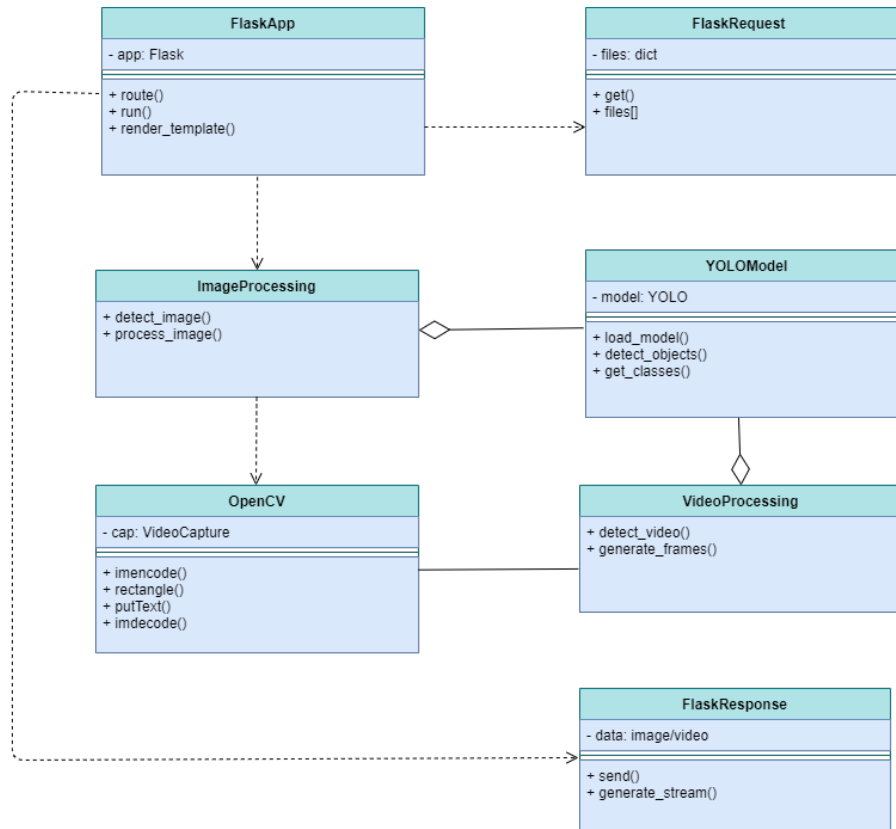 FlaskApp
- app: Flask
+ route()
+ run()
+ render_template()
FlaskRequest
- files: dict
+ get()
+ files[]
ImageProcessing
+ detect_image()
+ process_image()
YOLOModel
- model: YOLO
+ load_model()
+ detect_objects()
+ get_classes()
OpenCV
- cap: VideoCapture
+ imencode()
+ rectangle()
+ putText()
+ imdecode()
VideoProcessing
+ detect_video()
+ generate_frames()
FlaskResponse
- data: image/video
+ send()
+ generate_stream()